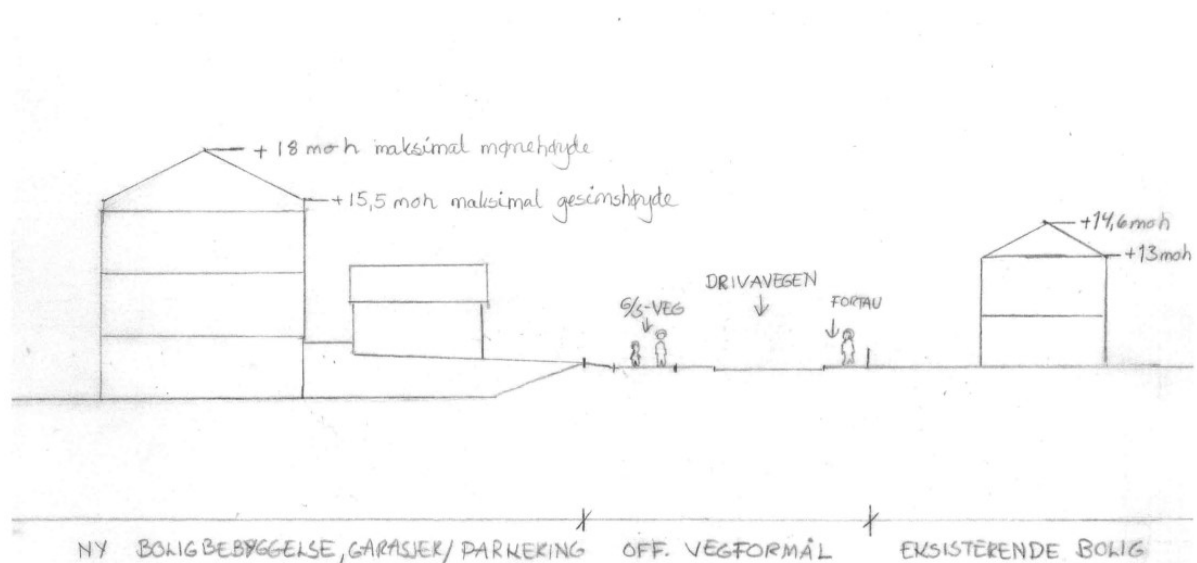 + 18 moh maksimal mønehøyde
+15,5 moh maksimal gesimshøyde
+14,6 moh
+13 moh
DRIVAVEGEN
G/S-VEG
FORTAU
NY BOLIGBEBYGGELSE, GARASJER/ PARKERING
OFF. VEGFORMÅL
EKSISTERENDE BOLIG